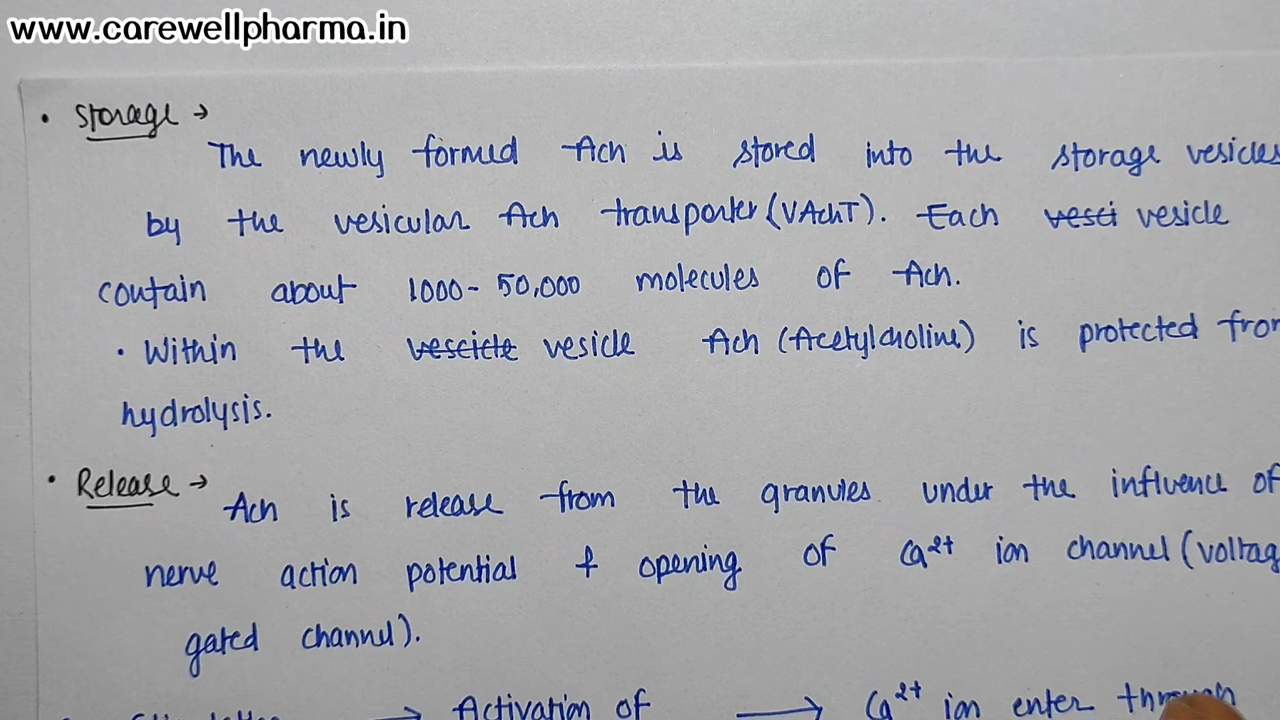 www.carewellpharma.in
• Storage →
The newly formed Ach is stored into the storage vesicles
by the vesicular Ach transporter (VAchT). Each vesci vesicle
contain about 1000-50,000 molecules of Ach.
• Within the vescicle vesicle Ach (Acetylcholine) is protected from
hydrolysis.
• Release →
Ach is release from the granules under the influence of
nerve action potential & opening of Ca2+ ion channel (voltag
gated channel).
→ Activation of → Ca2+ ion enter through